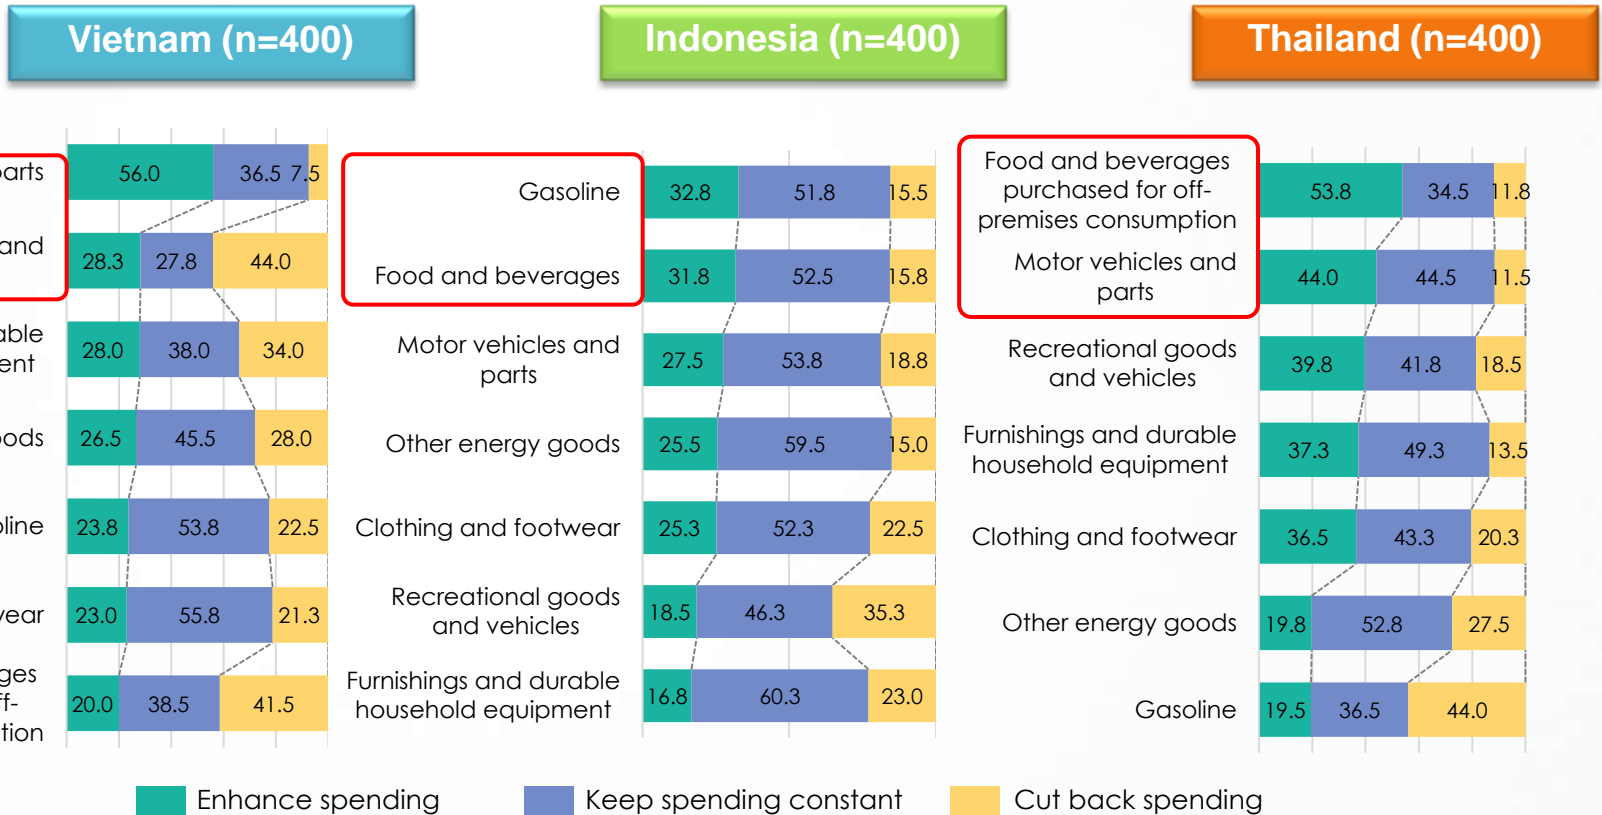 Vietnam (n=400)
Indonesia (n=400)
Thailand (n=400)
arts
56.0 36.5 7.5
and
28.3 27.8 44.0
able
ent
28.0 38.0 34.0
ods
26.5 45.5 28.0
line
23.8 53.8 22.5
ear
23.0 55.8 21.3
ges
ff-
tion
20.0 38.5 41.5
Gasoline
32.8 51.8 15.5
Food and beverages
31.8 52.5 15.8
Motor vehicles and
parts
27.5 53.8 18.8
Other energy goods
25.5 59.5 15.0
Clothing and footwear
25.3 52.3 22.5
Recreational goods
and vehicles
18.5 46.3 35.3
Furnishings and durable
household equipment
16.8 60.3 23.0
Food and beverages
purchased for off-
premises consumption
53.8 34.5 11.8
Motor vehicles and
parts
44.0 44.5 11.5
Recreational goods
and vehicles
39.8 41.8 18.5
Furnishings and durable
household equipment
37.3 49.3 13.5
Clothing and footwear
36.5 43.3 20.3
Other energy goods
19.8 52.8 27.5
Gasoline
19.5 36.5 44.0
Enhance spending
Keep spending constant
Cut back spending